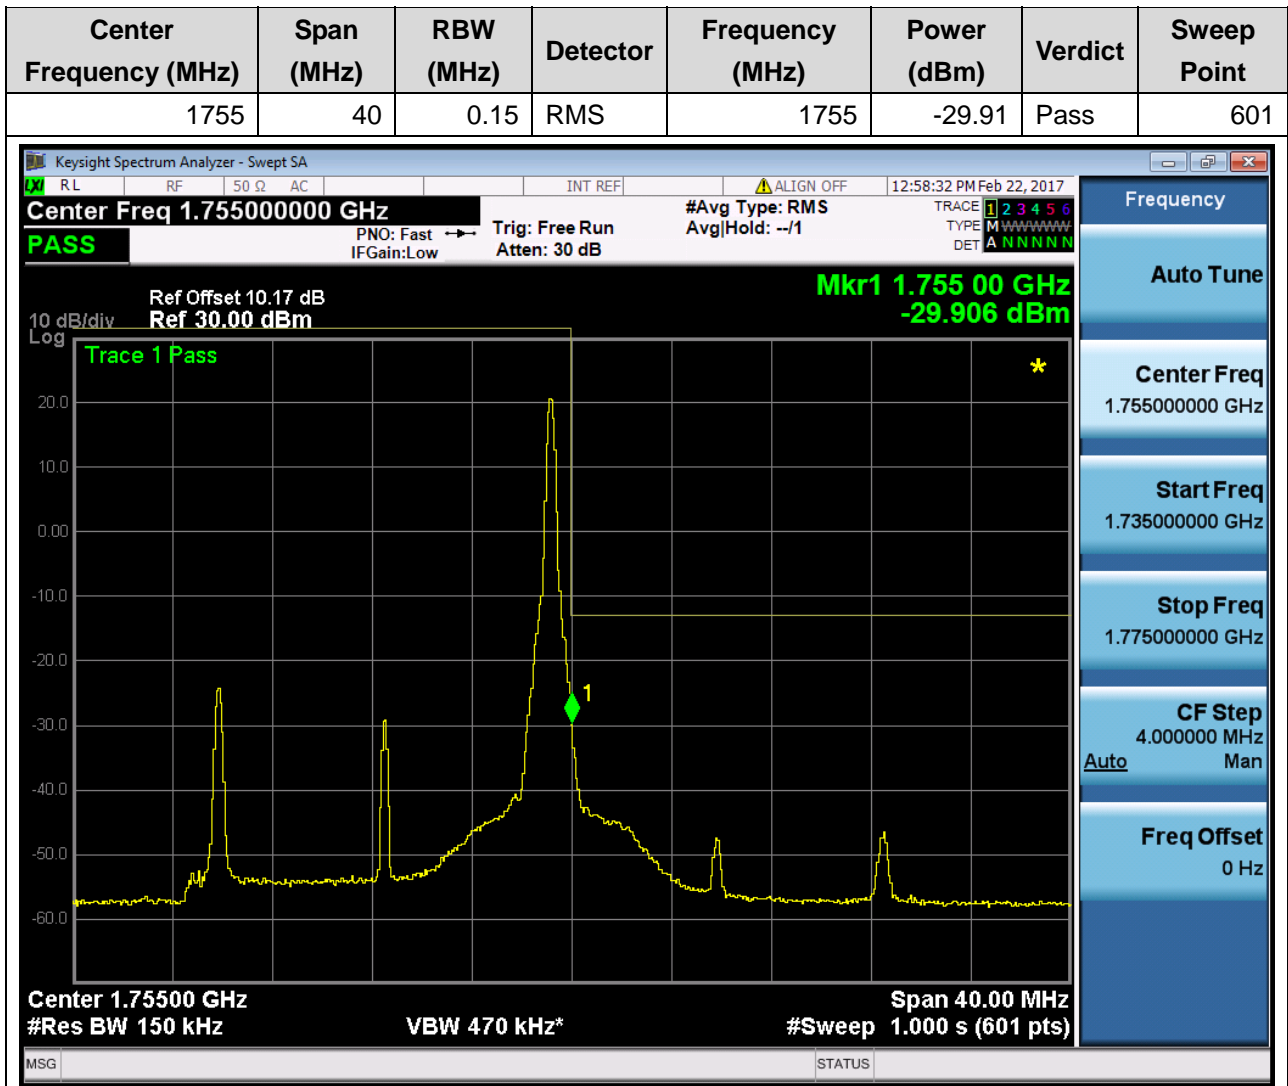 Center Frequency (MHz) Span (MHz) RBW (MHz) Detector Frequency (MHz) Power (dBm) Verdict Sweep Point
1755 40 0.15 RMS 1755 -29.91 Pass 601
Keysight Spectrum Analyzer - Swept SA
LXI RL RF 50 Ω AC INT REF ALIGN OFF 12:58:32 PM Feb 22, 2017
Center Freq 1.755000000 GHz
PASS
PNO: Fast
IFGain:Low
Trig: Free Run
Atten: 30 dB
#Avg Type: RMS
Avg|Hold: --/1
TRACE 1 2 3 4 5 6
TYPE M WWWWW
DET A N N N N N
Mkr1 1.755 00 GHz
-29.906 dBm
Ref Offset 10.17 dB
10 dB/div Ref 30.00 dBm
Log
Trace 1 Pass
*
20.0
10.0
0.00
-10.0
-20.0
1
-30.0
-40.0
-50.0
-60.0
Center 1.75500 GHz Span 40.00 MHz
#Res BW 150 kHz VBW 470 kHz* #Sweep 1.000 s (601 pts)
MSG STATUS
Frequency
Auto Tune
Center Freq
1.755000000 GHz
Start Freq
1.735000000 GHz
Stop Freq
1.775000000 GHz
CF Step
4.000000 MHz
Auto Man
Freq Offset
0 Hz